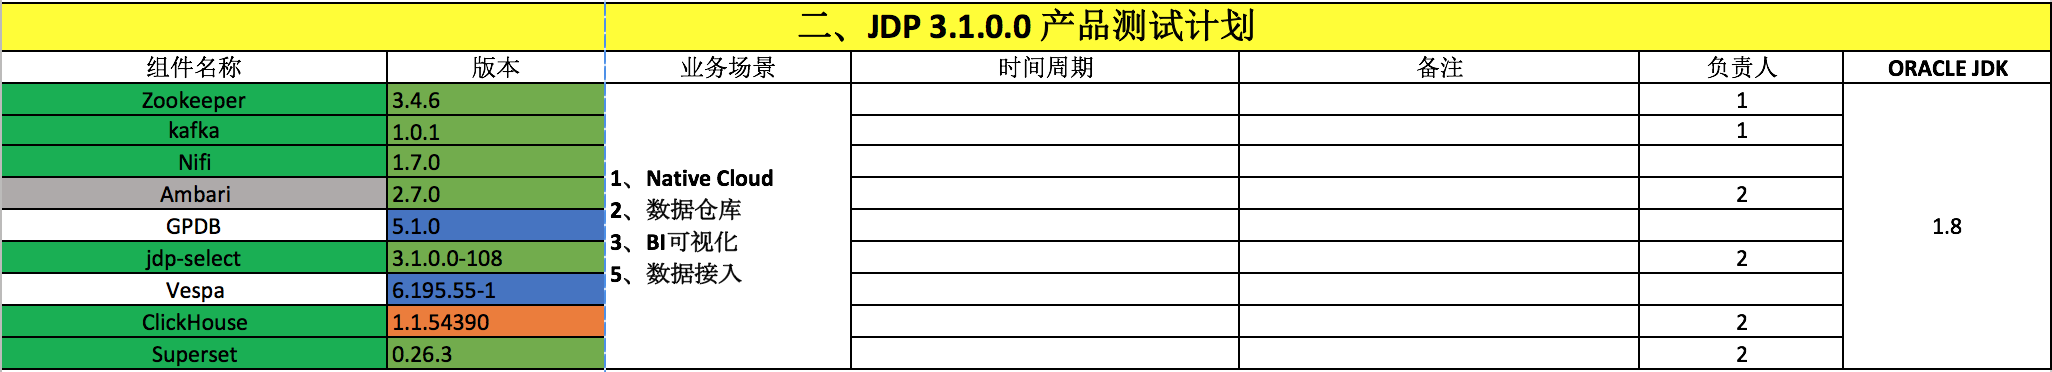 二、JDP 3.1.0.0 产品测试计划
组件名称 版本 业务场景 时间周期 备注 负责人 ORACLE JDK
Zookeeper 3.4.6 1
kafka 1.0.1 1
Nifi 1.7.0
1、Native Cloud
Ambari 2.7.0 2
2、数据仓库
GPDB 5.1.0 1.8
3、BI可视化
jdp-select 3.1.0.0-108 2
5、数据接入
Vespa 6.195.55-1
ClickHouse 1.1.54390 2
Superset 0.26.3 2